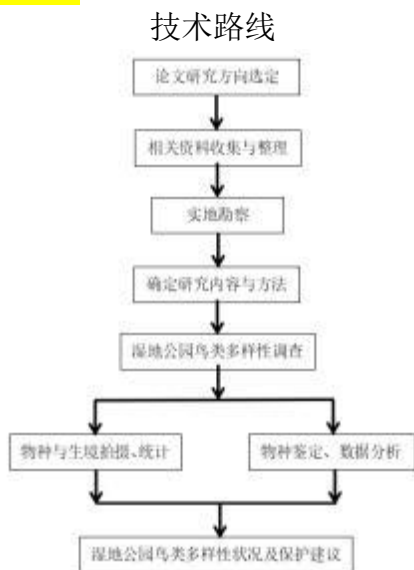 技术路线
论文研究方向选定
相关资料收集与整理
实地勘察
确定研究内容与方法
湿地公园鸟类多样性调查
物种与生境拍摄、统计
物种鉴定、数据分析
湿地公园鸟类多样性状况及保护建议